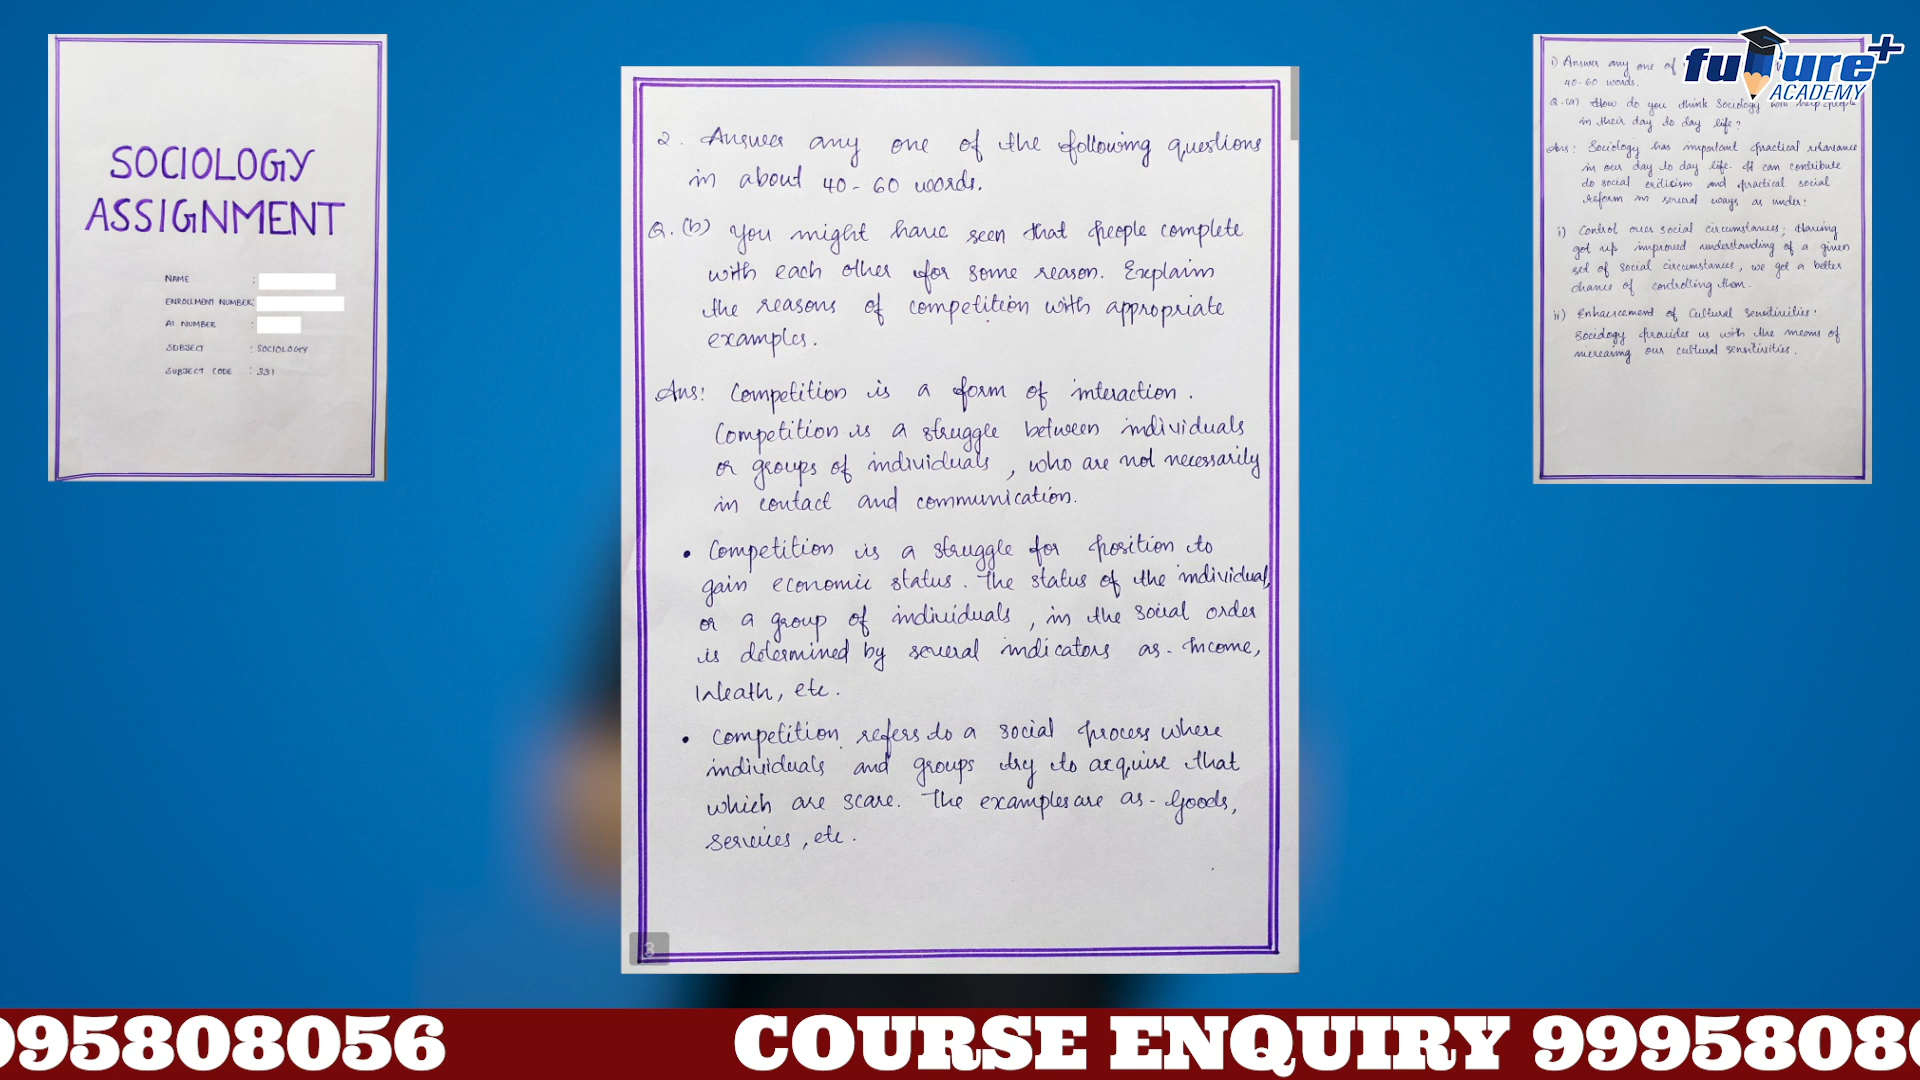 SOCIOLOGY
ASSIGNMENT
NAME :
ENROLLMENT NUMBER:
AI NUMBER :
SUBJECT : SOCIOLOGY
SUBJECT CODE : 331
2. Answer any one of the following questions
in about 40-60 words.
Q.(b) You might have seen that people complete
with each other for some reason. Explain
the reasons of competition with appropriate
examples.
Ans: Competition is a form of interaction.
Competition is a struggle between individuals
or groups of individuals, who are not necessarily
in contact and communication.
• Competition is a struggle for position to
gain economic status. The status of the individual,
or a group of individuals, in the social order
is determined by several indicators as - Income,
Weath, etc.
• Competition refers to a social process where
individuals and groups try to acquire that
which are scare. The examples are as - Goods,
Services, etc.
3
i) Answer any one of
40-60 words.
Q.(a) How do you think Sociology will help people
in their day to day life?
Ans: Sociology has important practical relavance
in our day to day life. It can contribute
to social criticism and practical social
reform in several ways as under:
i) Control over social circumstances; Having
got up improved understanding of a given
set of social circumstances, we get a better
chance of controlling them.
ii) Enhancement of Cultural Sensitivities:
Sociology provides us with the means of
increasing our cultural sensitivities.
future+
ACADEMY
995808056
COURSE ENQUIRY 9995808